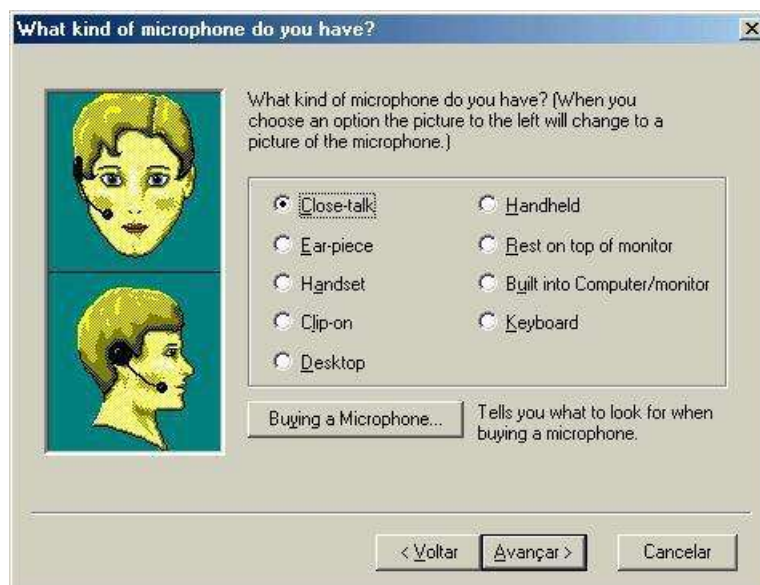 What kind of microphone do you have?
What kind of microphone do you have? (When you
choose an option the picture to the left will change to a
picture of the microphone.)
Close-talk
Handheld
Ear-piece
Rest on top of monitor
Handset
Built into Computer/monitor
Clip-on
Keyboard
Desktop
Buying a Microphone...
Tells you what to look for when
buying a microphone.
< Voltar
Avançar >
Cancelar